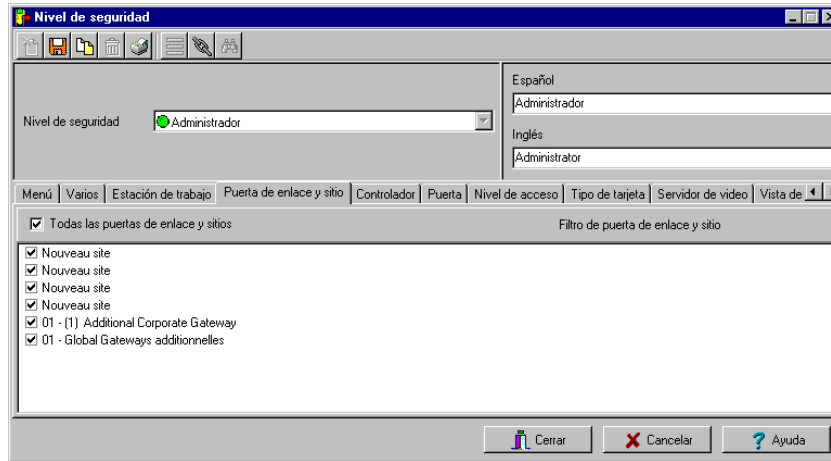 Nivel de seguridad
Español
Administrador
Nivel de seguridad
Administrador
Inglés
Administrator
Menú Varios Estación de trabajo Puerta de enlace y sitio Controlador Puerta Nivel de acceso Tipo de tarjeta Servidor de video Vista de
Todas las puertas de enlace y sitios Filtro de puerta de enlace y sitio
Nouveau site
Nouveau site
Nouveau site
Nouveau site
01 - (1) Additional Corporate Gateway
01 - Global Gateways additionnelles
Cerrar Cancelar Ayuda